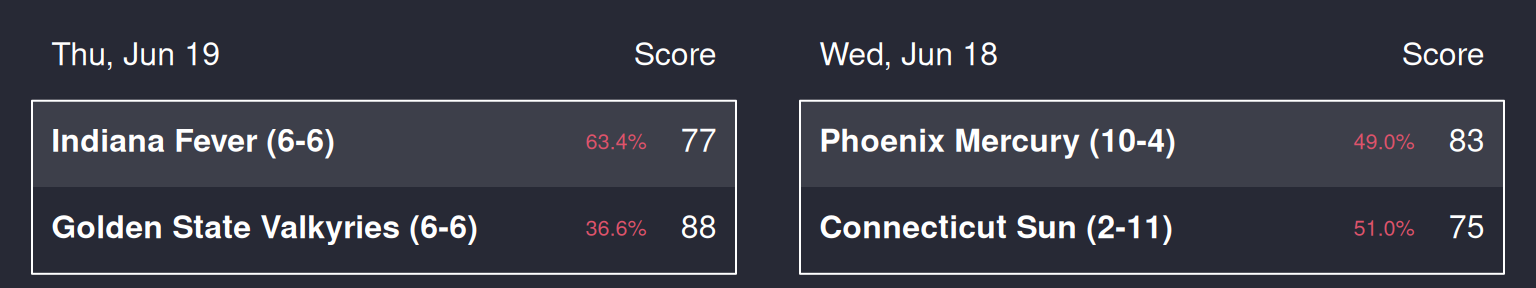 Thu, Jun 19 Score
Indiana Fever (6-6) 63.4% 77
Golden State Valkyries (6-6) 36.6% 88
Wed, Jun 18 Score
Phoenix Mercury (10-4) 49.0% 83
Connecticut Sun (2-11) 51.0% 75